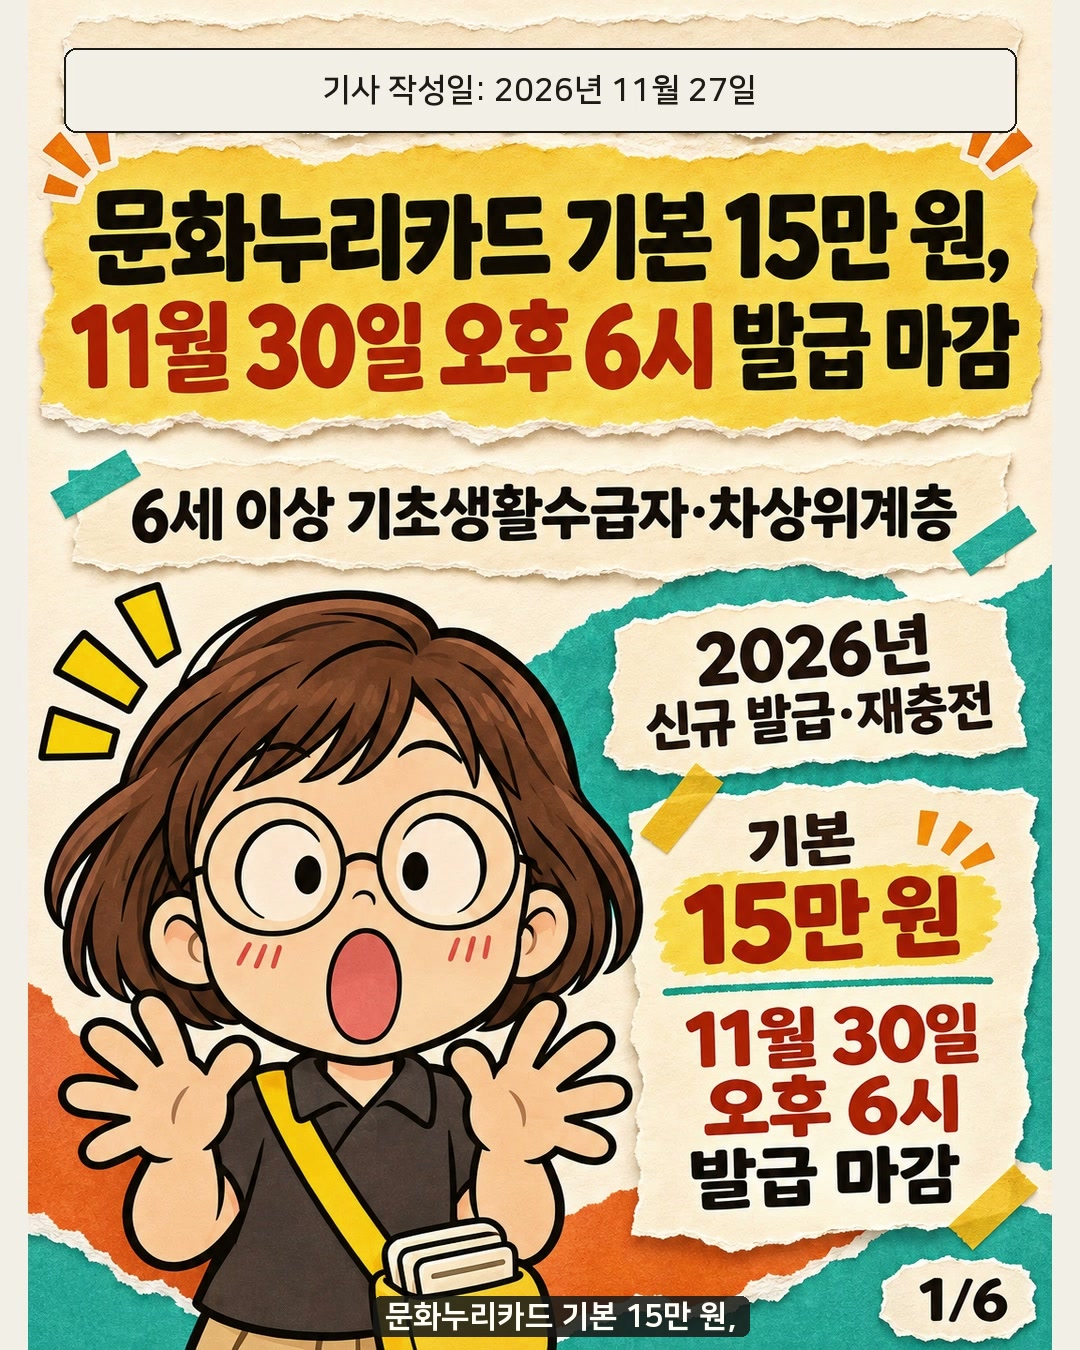 기사 작성일: 2026년 11월 27일
문화누리카드 기본 15만 원,
11월 30일 오후 6시 발급 마감
6세 이상 기초생활수급자·차상위계층
2026년
신규 발급·재충전
기본
15만 원
11월 30일
오후 6시
발급 마감
1/6
문화누리카드 기본 15만 원,